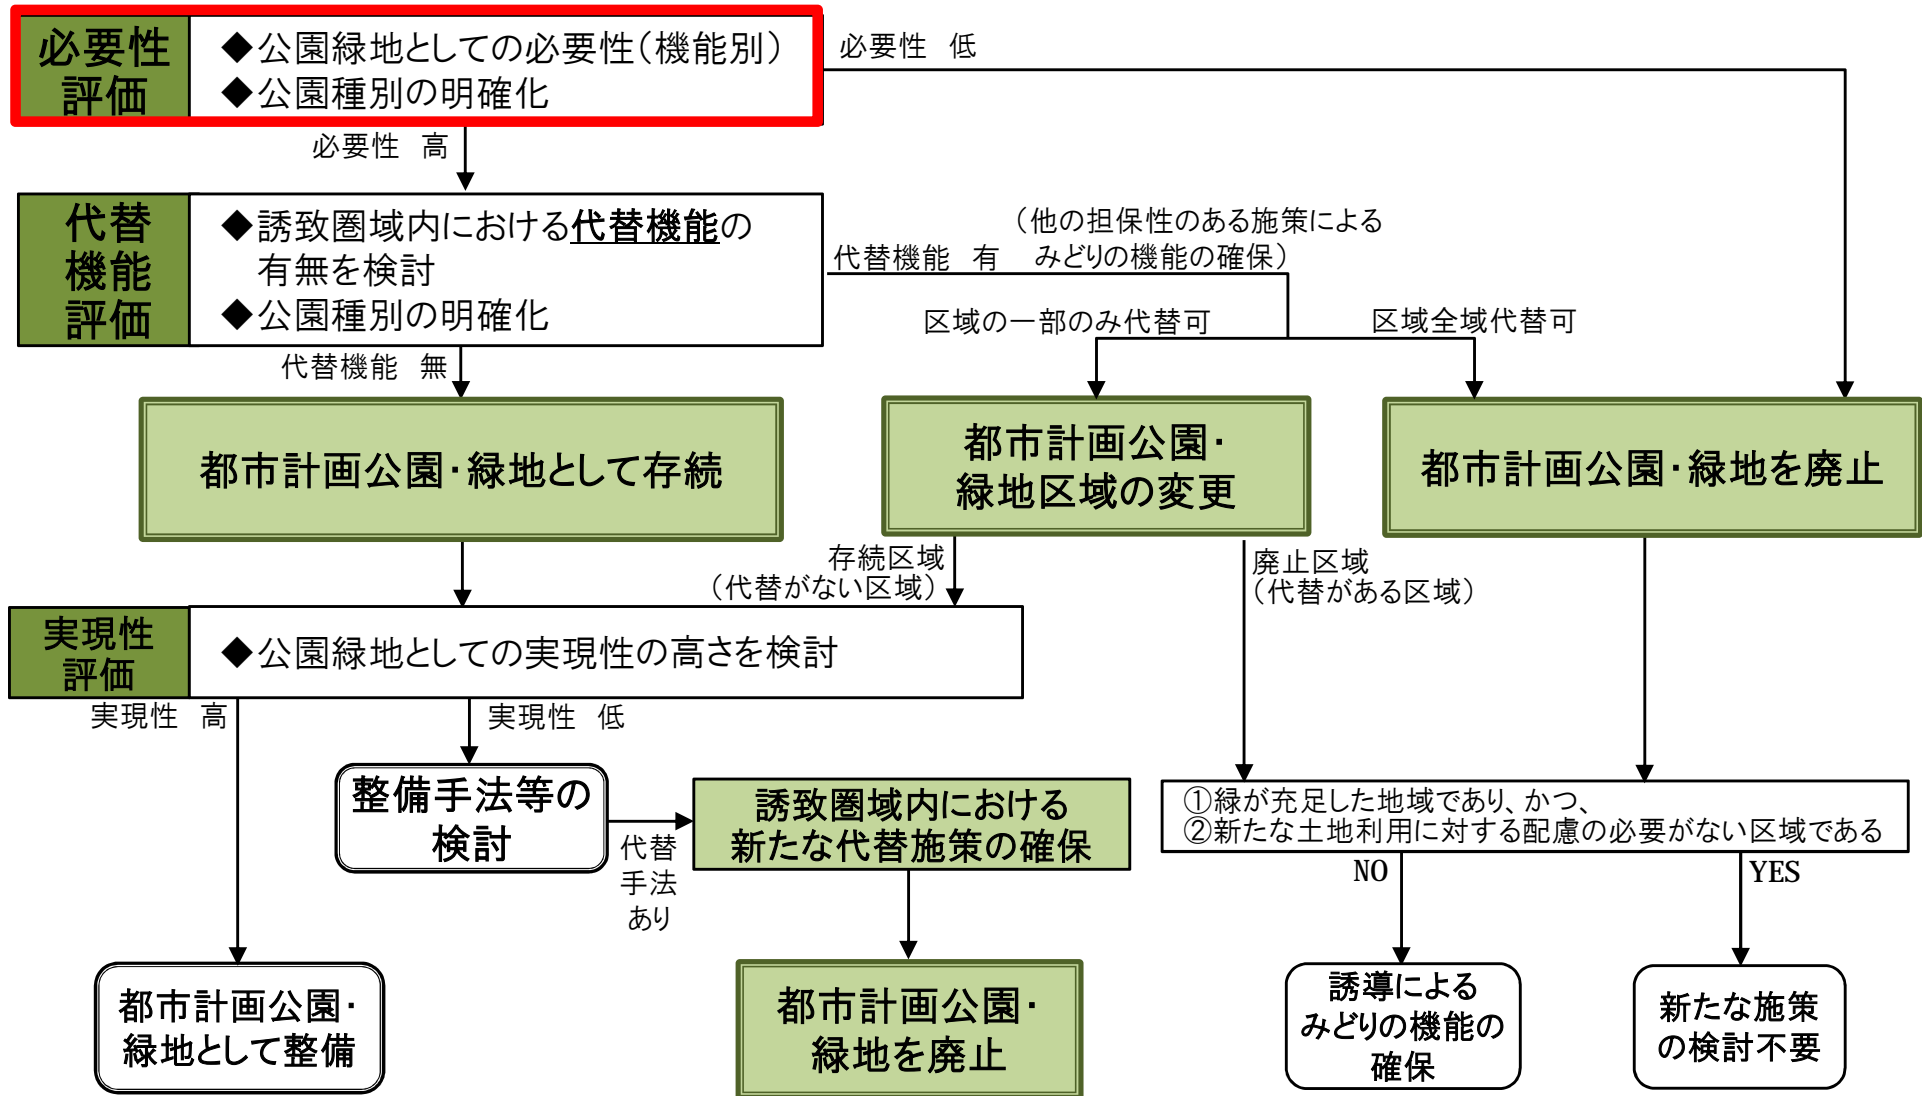 必要性
評価
◆公園緑地としての必要性（機能別）
◆公園種別の明確化
必要性　低
必要性　高
代替
機能
評価
◆誘致圏域内における代替機能の
有無を検討
◆公園種別の明確化
（他の担保性のある施策による
代替機能　有　みどりの機能の確保）
区域の一部のみ代替可
区域全域代替可
代替機能　無
都市計画公園・緑地として存続
都市計画公園・
緑地区域の変更
都市計画公園・緑地を廃止
存続区域
（代替がない区域）
廃止区域
（代替がある区域）
実現性
評価
◆公園緑地としての実現性の高さを検討
実現性　高
実現性　低
整備手法等の
検討
代替
手法
あり
誘致圏域内における
新たな代替施策の確保
①緑が充足した地域であり、かつ、
②新たな土地利用に対する配慮の必要がない区域である
NO
YES
都市計画公園・
緑地として整備
都市計画公園・
緑地を廃止
誘導による
みどりの機能の
確保
新たな施策
の検討不要